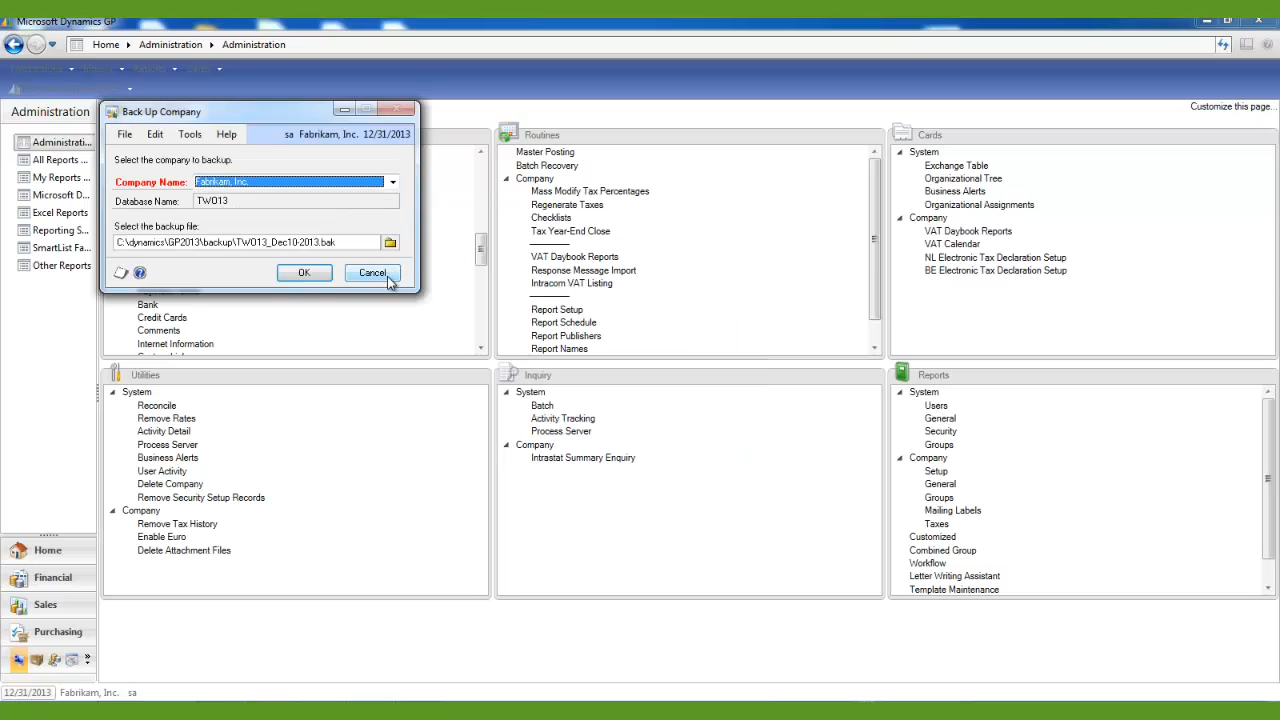 Microsoft Dynamics GP
Home
Administration
Administration
Customize this page...
Administration
Administrati...
All Reports ...
My Reports ...
Microsoft D...
Excel Reports
Reporting S...
SmartList Fa...
Other Reports
Home
Financial
Sales
Purchasing
Back Up Company
File Edit Tools Help sa Fabrikam, Inc. 12/31/2013
Select the company to backup.
Company Name: Fabrikam, Inc.
Database Name: TWO13
Select the backup file:
C:\dynamics\GP2013\backup\TWO13_Dec10-2013.bak
OK Cancel
Bank
Credit Cards
Comments
Internet Information
Routines
Master Posting
Batch Recovery
Company
Mass Modify Tax Percentages
Regenerate Taxes
Checklists
Tax Year-End Close
VAT Daybook Reports
Response Message Import
Intracom VAT Listing
Report Setup
Report Schedule
Report Publishers
Report Names
Cards
System
Exchange Table
Organizational Tree
Business Alerts
Organizational Assignments
Company
VAT Daybook Reports
VAT Calendar
NL Electronic Tax Declaration Setup
BE Electronic Tax Declaration Setup
Utilities
System
Reconcile
Remove Rates
Activity Detail
Process Server
Business Alerts
User Activity
Delete Company
Remove Security Setup Records
Company
Remove Tax History
Enable Euro
Delete Attachment Files
Inquiry
System
Batch
Activity Tracking
Process Server
Company
Intrastat Summary Enquiry
Reports
System
Users
General
Security
Groups
Company
Setup
General
Groups
Mailing Labels
Taxes
Customized
Combined Group
Workflow
Letter Writing Assistant
Template Maintenance
12/31/2013 Fabrikam, Inc. sa